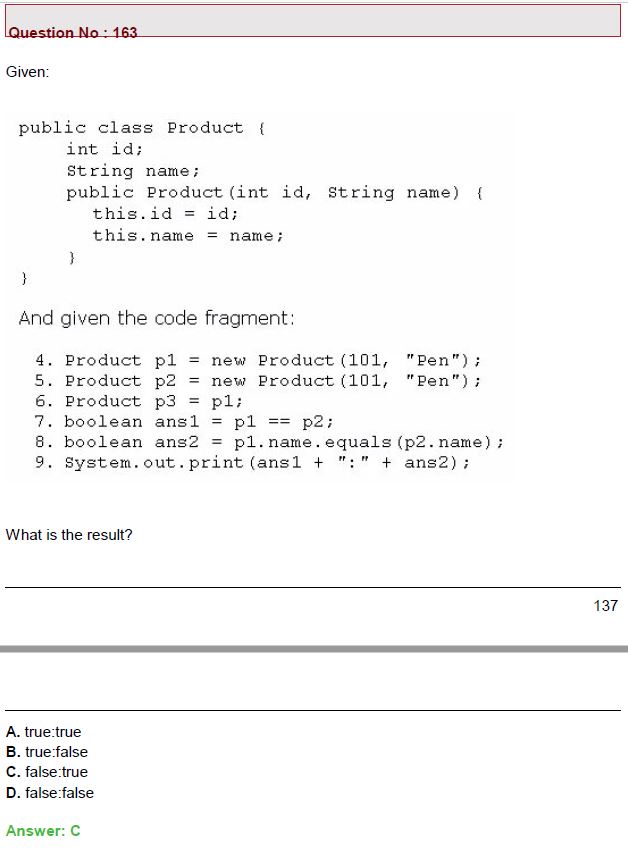 Question No : 163
Given:
public class Product {
int id;
String name;
public Product(int id, String name) {
this.id = id;
this.name = name;
}
}
And given the code fragment:
4. Product p1 = new Product(101, "Pen");
5. Product p2 = new Product(101, "Pen");
6. Product p3 = p1;
7. boolean ans1 = p1 == p2;
8. boolean ans2 = p1.name.equals(p2.name);
9. System.out.print(ans1 + ":" + ans2);
What is the result?
137
A. true:true
B. true:false
C. false:true
D. false:false
Answer: C